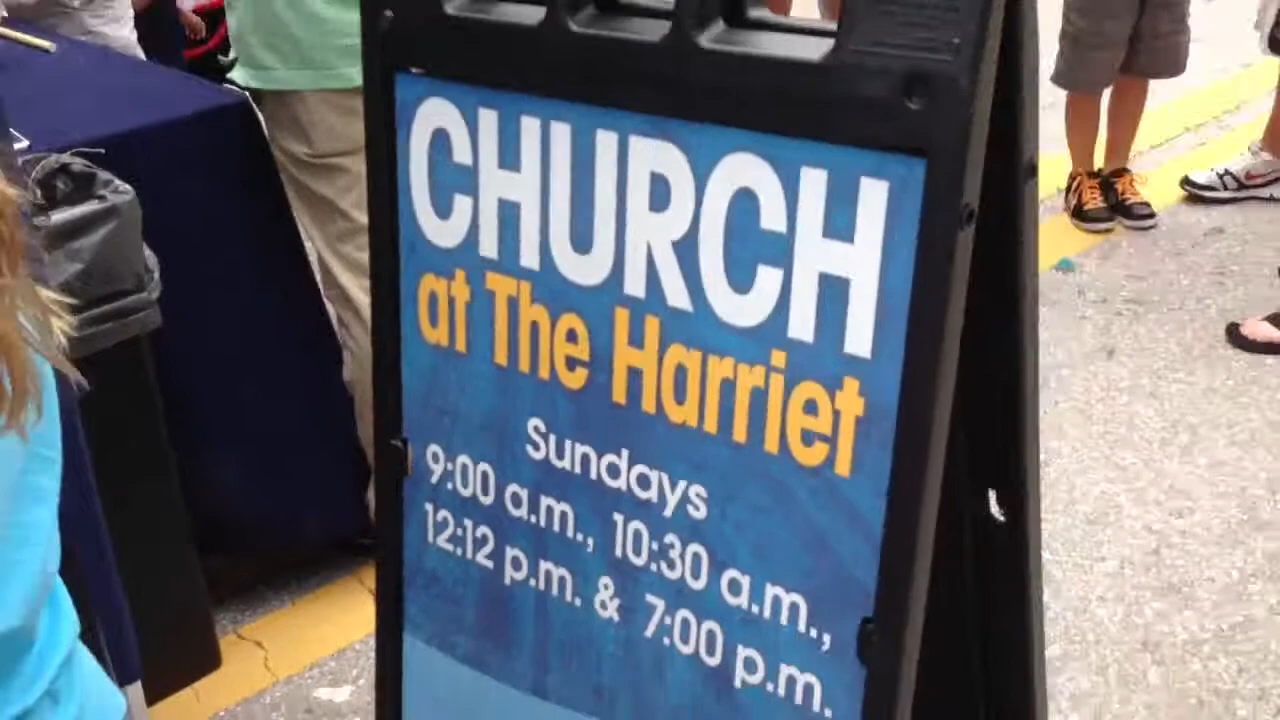 CHURCH
at The Harriet
Sundays
9:00 a.m., 10:30 a.m.,
12:12 p.m. & 7:00 p.m.